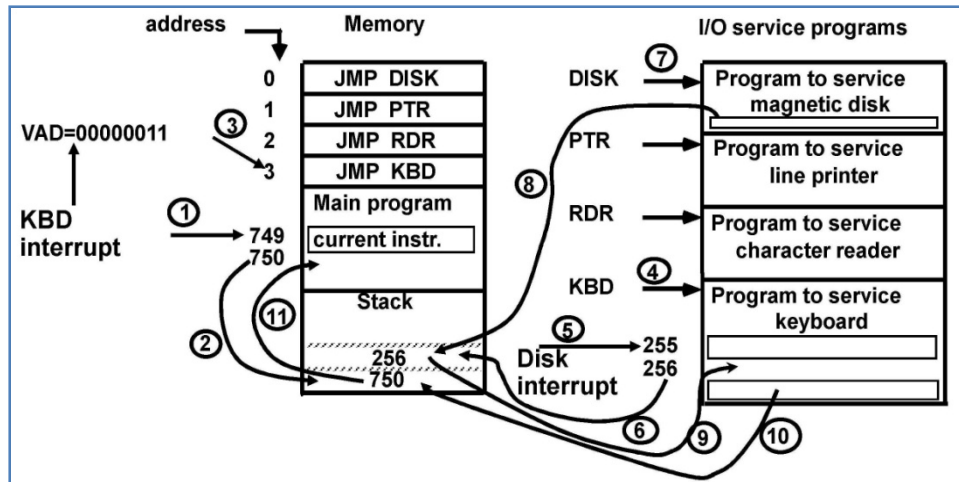 address
Memory
I/O service programs
0
JMP DISK
1
JMP PTR
2
JMP RDR
3
JMP KBD
VAD=00000011
3
KBD
interrupt
1
749
750
Main program
current instr.
Stack
2
11
256
750
DISK
7
Program to service
magnetic disk
PTR
Program to service
line printer
8
RDR
Program to service
character reader
KBD
4
Program to service
keyboard
5
Disk
interrupt
255
256
6
9
10